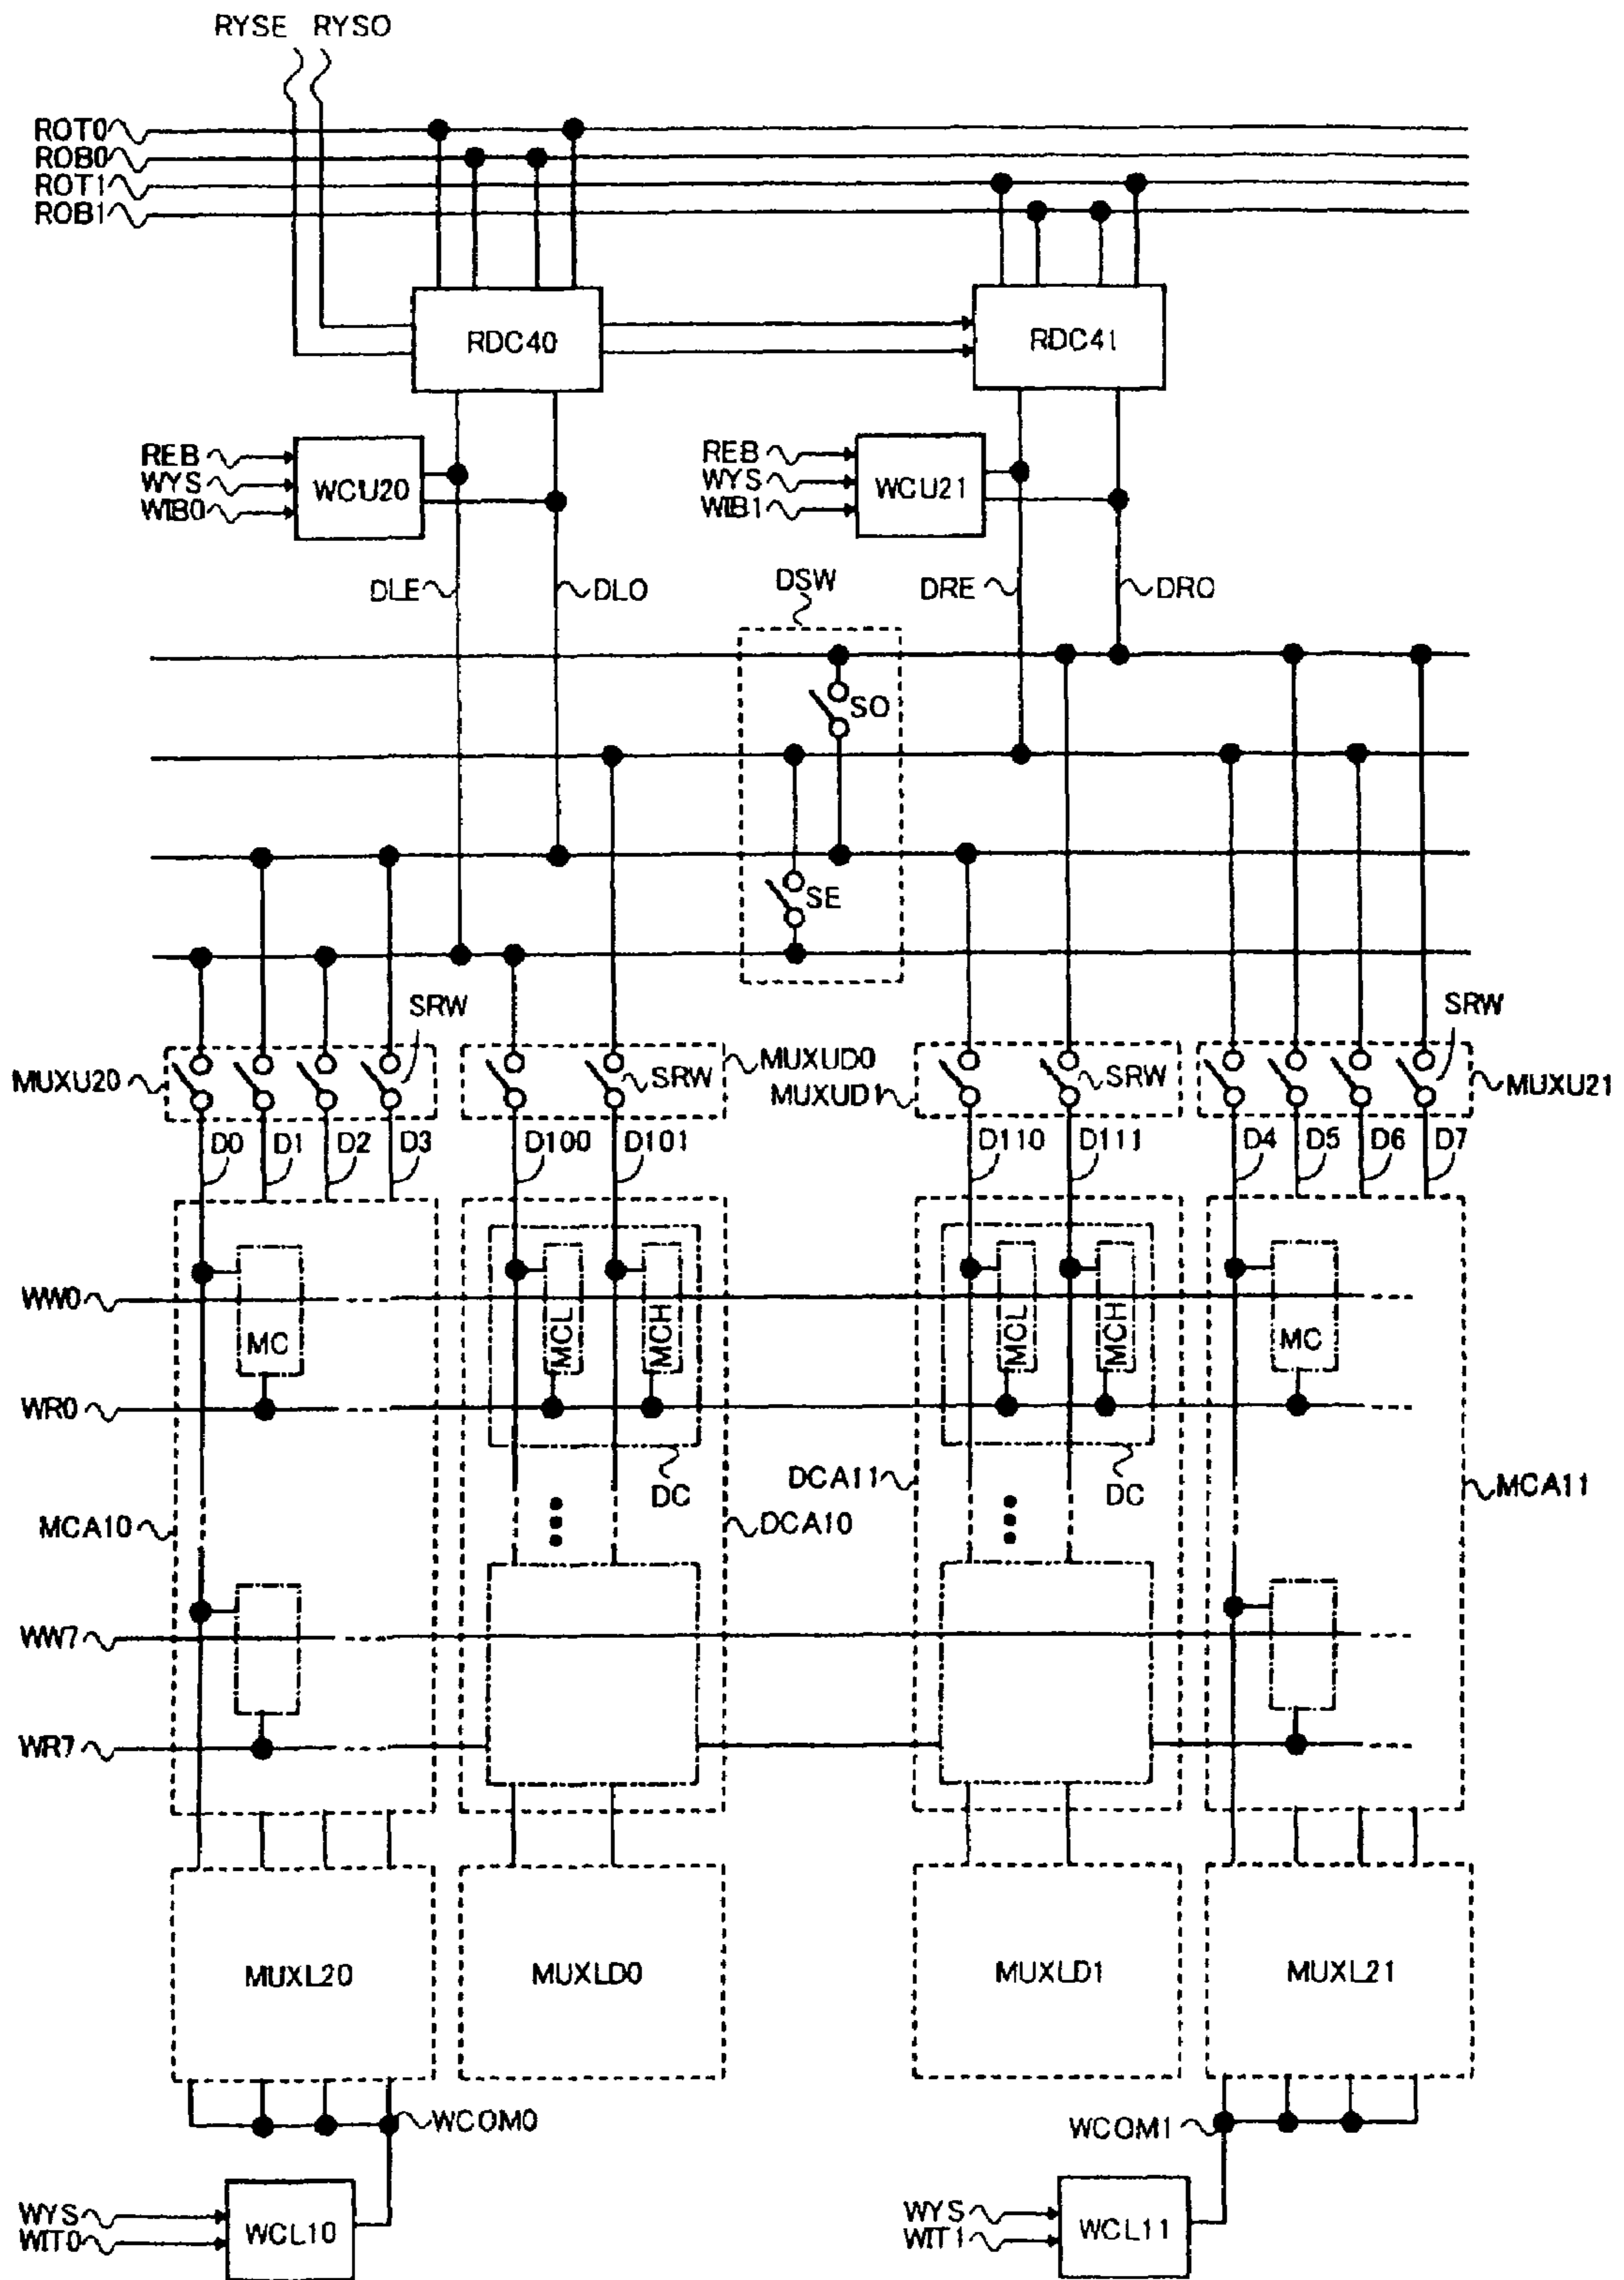 RYSE RYSO
ROT0
ROB0
ROT1
ROB1
RDC40 RDC41
REB WYS WIB0 WCU20
REB WYS WIB1 WCU21
DLE DLO DSW DRE DRO
SO
SE
SRW SRW
MUXU20 MUXUD0 SRW MUXUD1 SRW MUXU21
D0 D1 D2 D3 D100 D101 D110 D111 D4 D5 D6 D7
WW0 MC MCL MCH MCL MCH MC
WR0
DC DCA11 DC MCA11
MCA10 DCA10
WW7
WR7
MUXL20 MUXLD0 MUXLD1 MUXL21
WCOM0 WCOM1
WYS WIT0 WCL10
WYS WIT1 WCL11